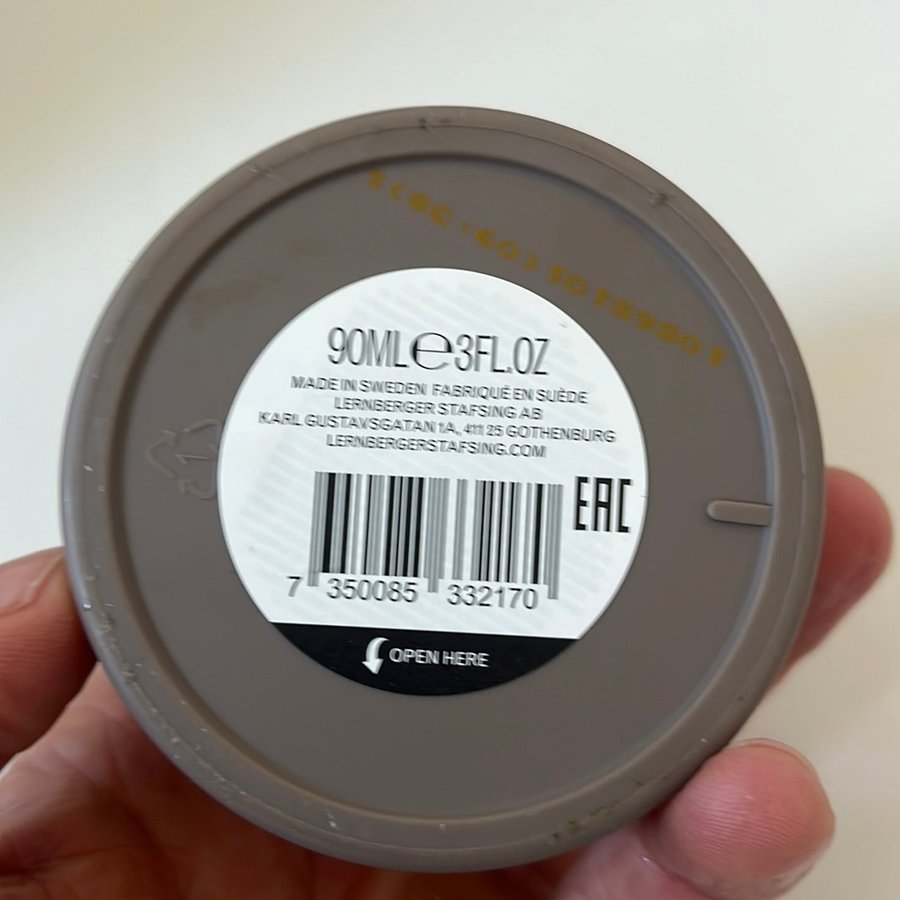 90ML℮3FL.OZ
MADE IN SWEDEN FABRIQUÉ EN SUÈDE
LERNBERGER STAFSING AB
KARL GUSTAVSGATAN 1A, 411 25 GOTHENBURG
LERNBERGERSTAFSING.COM
EAC
7 350085 332170
OPEN HERE